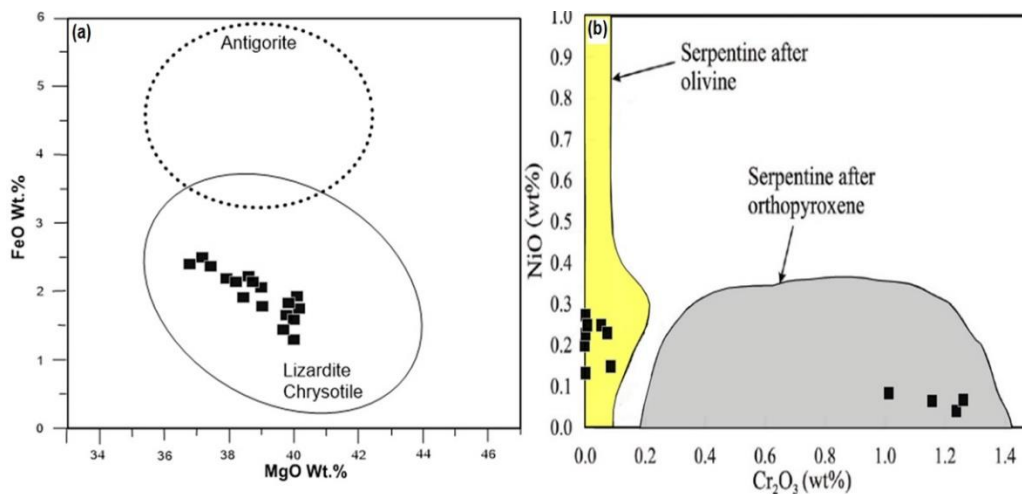 (a)
Antigorite
Lizardite
Chrysotile
FeO Wt.%
6
5
4
3
2
1
0
34 36 38 40 42 44 46
MgO Wt.%
(b)
Serpentine after
olivine
Serpentine after
orthopyroxene
NiO (wt%)
1.0
0.9
0.8
0.7
0.6
0.5
0.4
0.3
0.2
0.1
0.0
0.0 0.2 0.4 0.6 0.8 1.0 1.2 1.4
Cr₂O₃ (wt%)